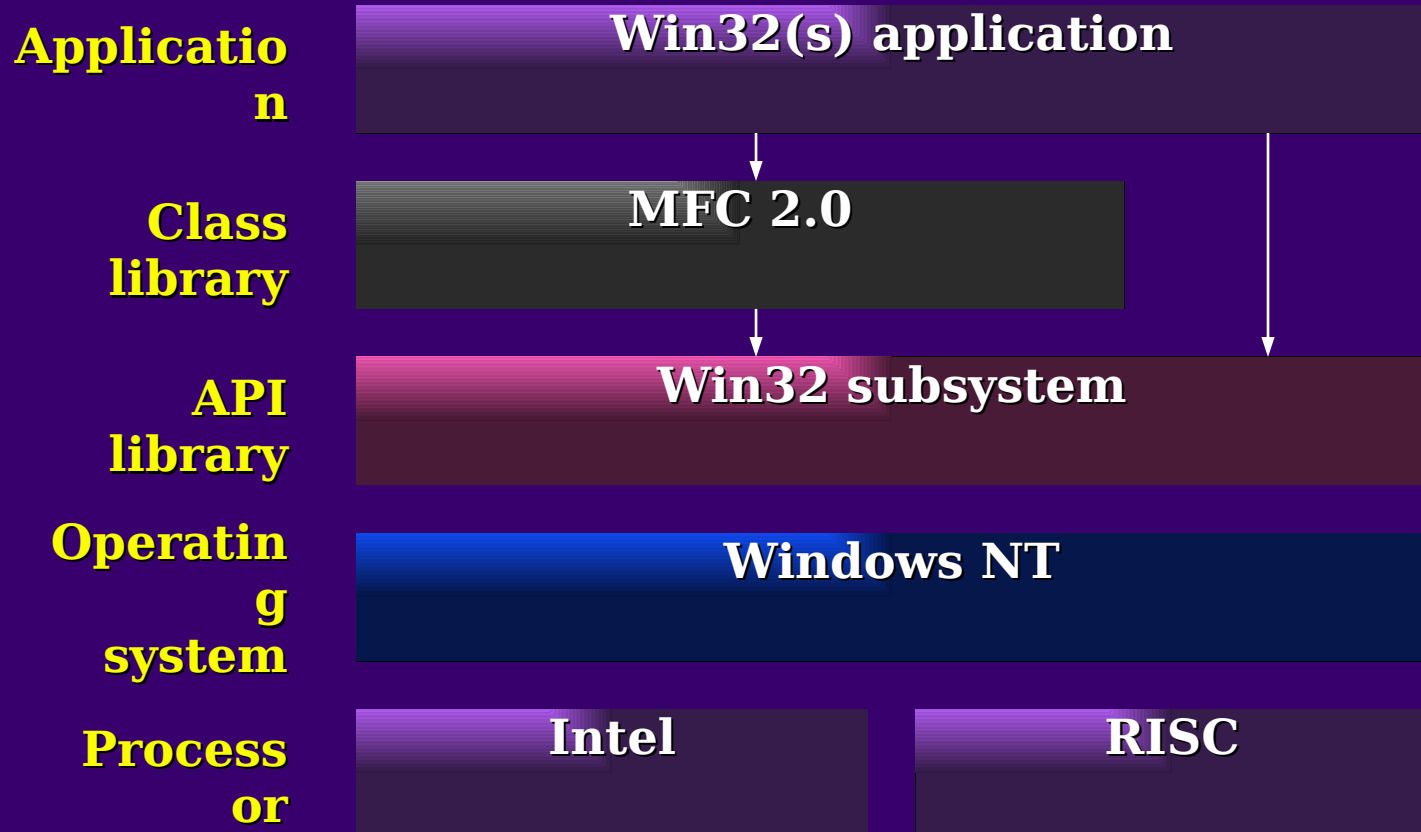 Applicatio
n
Win32(s) application
Class
library
MFC 2.0
API
library
Win32 subsystem
Operatin
g
system
Windows NT
Process
or
Intel
RISC